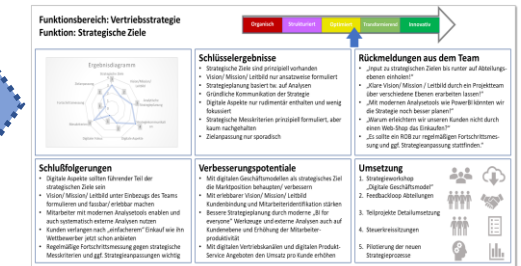 Funktionsbereich: Vertriebsstrategie
Funktion: Strategische Ziele
Organisch
Strukturiert
Transformierend
Innovativ
Ergebnisdiagramm
Schlüsselergebnisse
• Strategische Ziele sind prinzipiell vorhanden
• Vision/ Mission/ Leitbild nur ansatzweise formuliert
• Strategieplanung basiert tw. auf Analysen
• Gründliche Kommunikation der Strategie
• Digitale Aspekte nur rudimentär enthalten und wenig
fokussiert
• Strategische Messkriterien prinzipiell formuliert, aber
kaum nachgehalten
• Zielanpassung nur sporadisch
Rückmeldungen aus dem Team
• „Input zu strategischen Zielen bis runter auf Abteilungs-
ebenen einholen!“
• „Klare Vision/ Mission / Leitbild durch ein Projektteam
über verschiedene Ebenen erarbeiten lassen!“
• „Mit modernen Analysetools wie PowerBI könnten wir
die Strategie noch besser planen!“
• „Warum erleichtern wir unseren Kunden nicht durch
einen Web-Shop das Einkaufen?“
• „Es sollte ein ROB zur regelmäßigen Fortschrittsmes-
sung und ggf. Strategieanpassung stattfinden.“
Schlußfolgerungen
• Digitale Aspekte sollten führender Teil der
strategischen Ziele sein
• Vision/ Mission/ Leitbild unter Einbezug des Teams
formulieren und fassbar/ erlebbar machen
• Mitarbeiter mit modernen Analysetools enablen und
auch systematisch externe Analysen nutzen
• Kunden verlangen nach „einfacherem“ Einkauf wie ihn
Wettbewerber jetzt schon anbieten
• Regelmäßige Fortschrittsmessung gegen strategische
Messkriterien und ggf. Strategieanpassungen wichtig
Verbesserungspotentiale
• Mit digitalen Geschäftsmodellen als strategisches Ziel
die Marktposition behaupten/ verbessern
• Mit erlebbarer Vision/ Mission/ Leitbild
Kundenbindung und Mitarbeiteridentifikation stärken
• Bessere Strategieplanung durch moderne „BI for
everyone“ Werkzeuge und externe Analysen auch auf
Kundenebene und Erhöhung der Mitarbeiter-
produktivität
• Mit digitalen Vertriebskanälen und digitalen Produkt-
Service Angeboten den Umsatz pro Kunde erhöhen
Umsetzung
1. Strategieworkshop
„Digitale Geschäftsmodel“
2. Feedbackloop Abteilungen
3. Teilprojekte Detailumsetzung
4. Steuerkreissitzungen
5. Pilotierung der neuen
Strategieprozesse